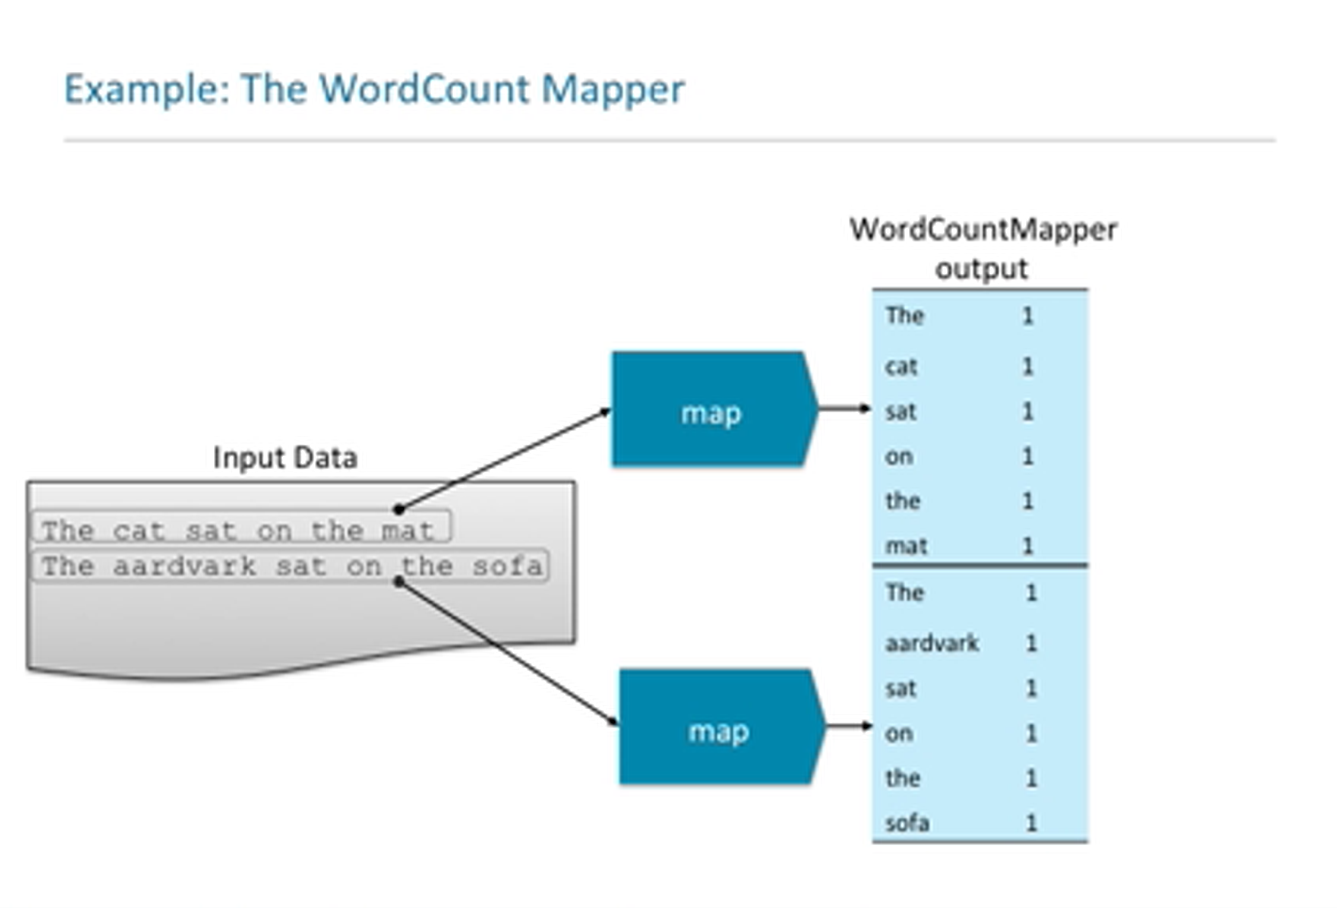 Example: The WordCount Mapper
Input Data
The cat sat on the mat
The aardvark sat on the sofa
map
map
WordCountMapper
output
The 1
cat 1
sat 1
on 1
the 1
mat 1
The 1
aardvark 1
sat 1
on 1
the 1
sofa 1